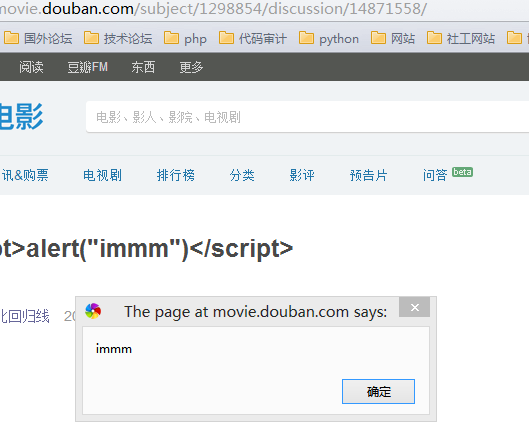 movie.douban.com/subject/1298854/discussion/14871558/
国外论坛 技术论坛 php 代码审计 python 网站 社工网站
阅读 豆瓣FM 东西 更多
电影
电影、影人、影院、电视剧
讯&购票 电视剧 排行榜 分类 影评 预告片 问答 beta
pt>alert("immm")</script>
北回归线 20
The page at movie.douban.com says:
immm
确定